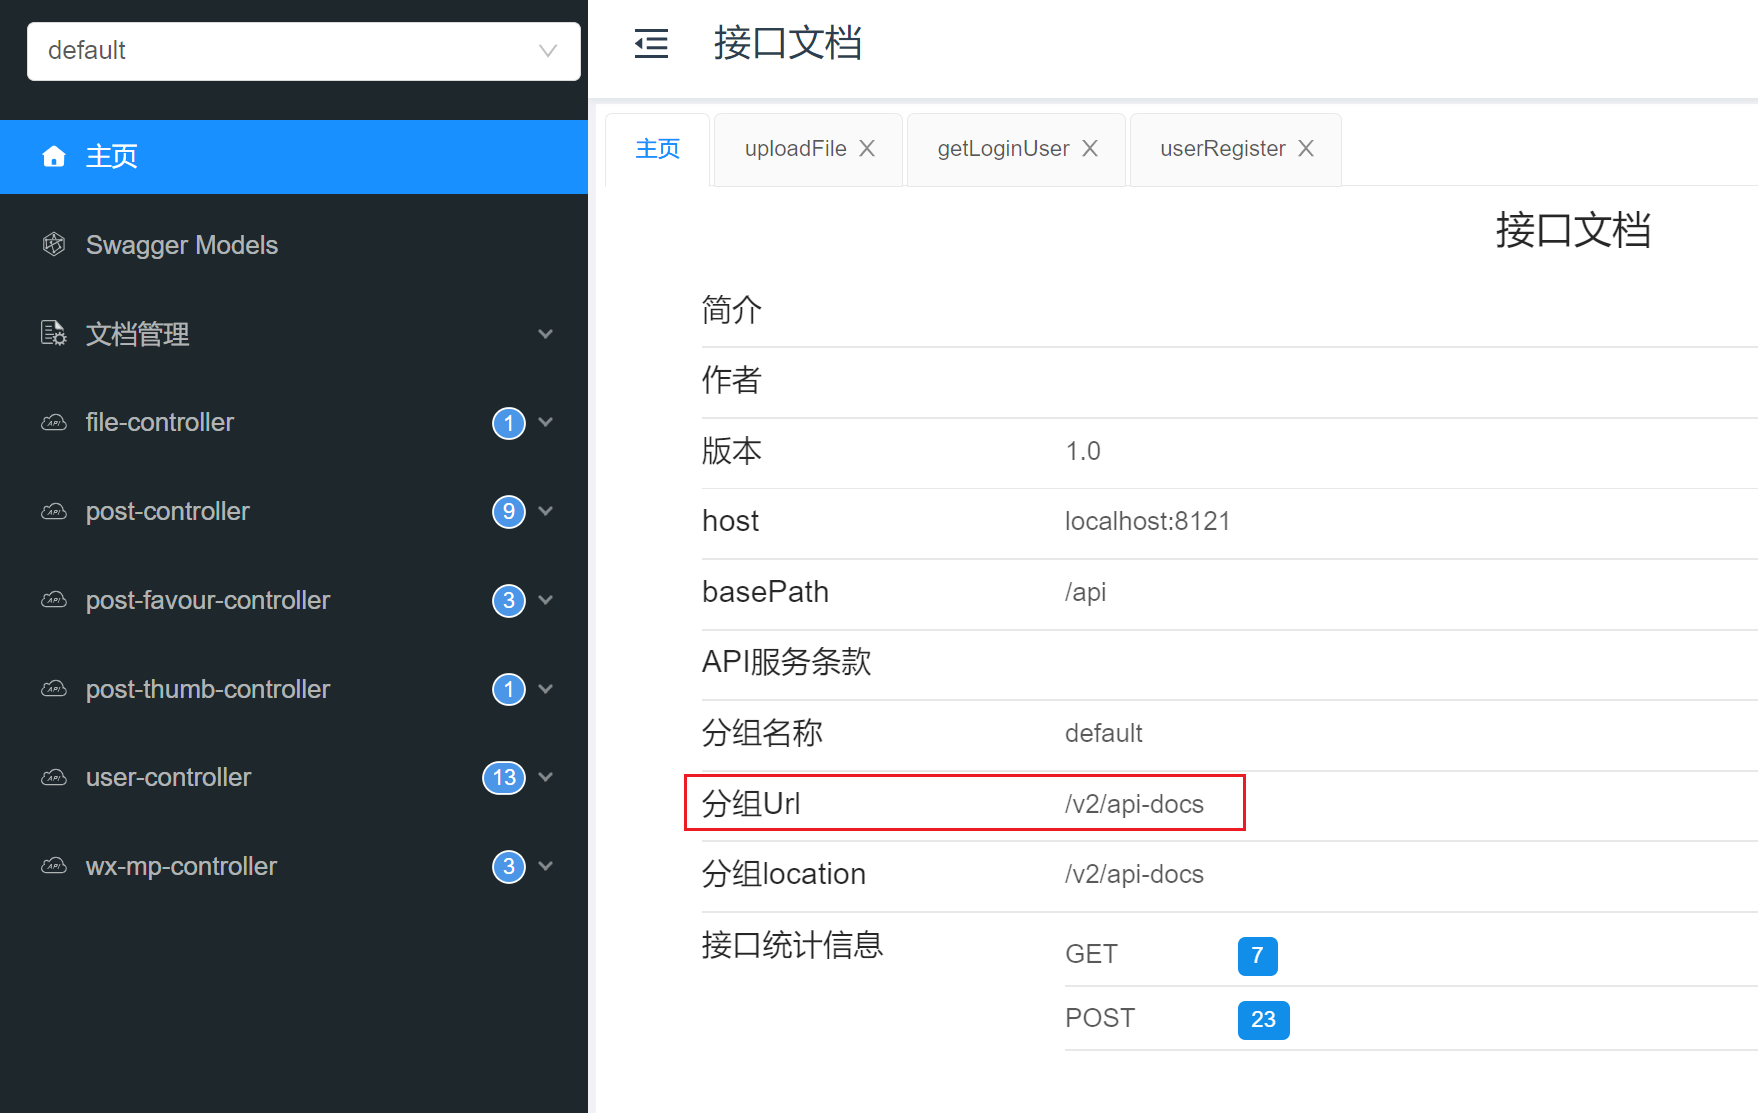 default
主页
Swagger Models
文档管理
file-controller 1
post-controller 9
post-favour-controller 3
post-thumb-controller 1
user-controller 13
wx-mp-controller 3
接口文档
主页 uploadFile getLoginUser userRegister
接口文档
简介
作者
版本 1.0
host localhost:8121
basePath /api
API服务条款
分组名称 default
分组Url /v2/api-docs
分组location /v2/api-docs
接口统计信息 GET 7
POST 23